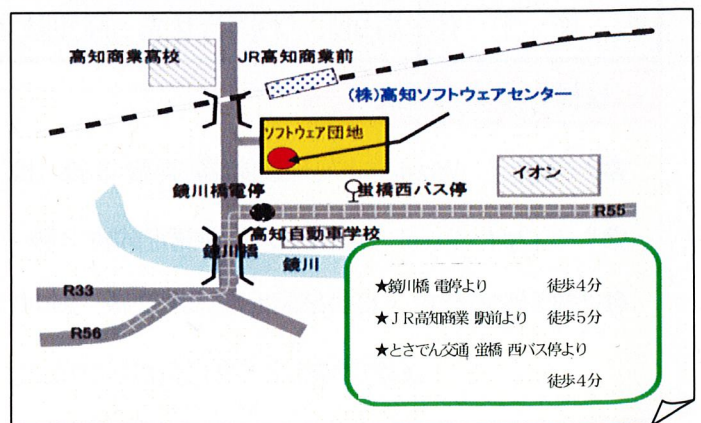 高知商業高校
JR高知商業前
(株)高知ソフトウェアセンター
ソフトウェア団地
イオン
鏡川橋電停
蛍橋西バス停
R55
高知自動車学校
鏡川橋
鏡川
R33
R56
★鏡川橋 電停より 徒歩4分
★JR高知商業 駅前より 徒歩5分
★とさでん交通 蛍橋 西バス停より
徒歩4分